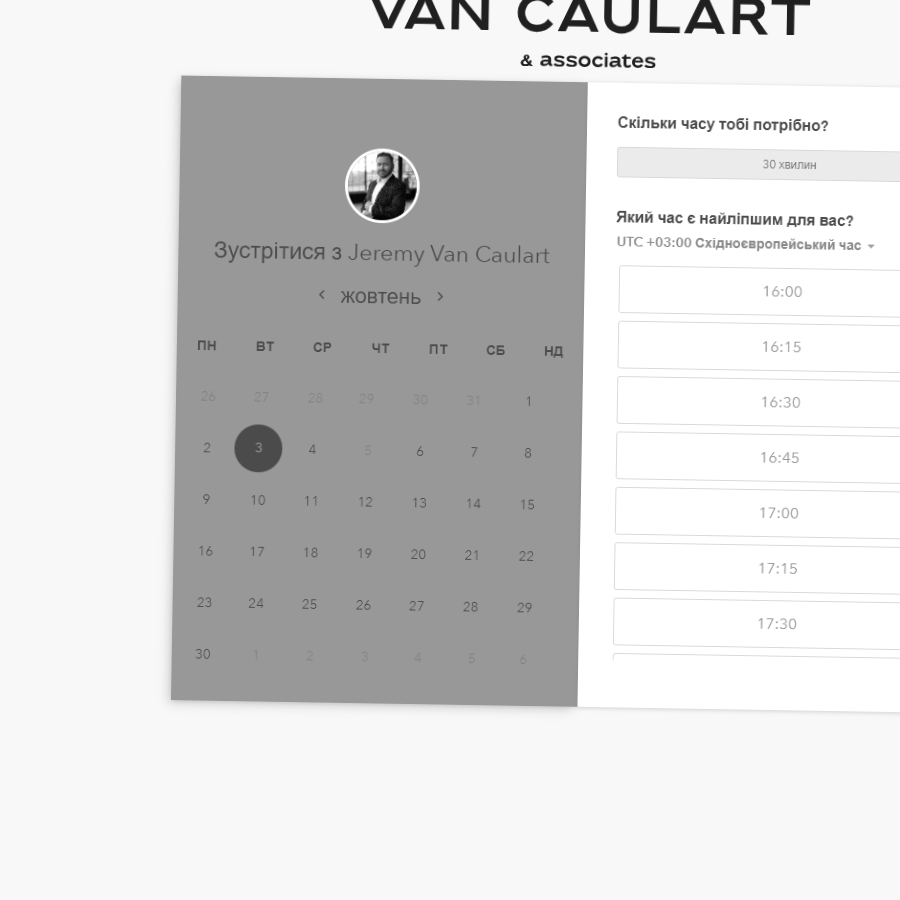 VAN CAULART
& associates
Зустрітися з Jeremy Van Caulart
жовтень
ПН ВТ СР ЧТ ПТ СБ НД
26 27 28 29 30 31 1
2 3 4 5 6 7 8
9 10 11 12 13 14 15
16 17 18 19 20 21 22
23 24 25 26 27 28 29
30 1 2 3 4 5 6
Скільки часу тобі потрібно?
30 хвилин
Який час є найліпшим для вас?
UTC +03:00 Східноєвропейський час
16:00
16:15
16:30
16:45
17:00
17:15
17:30